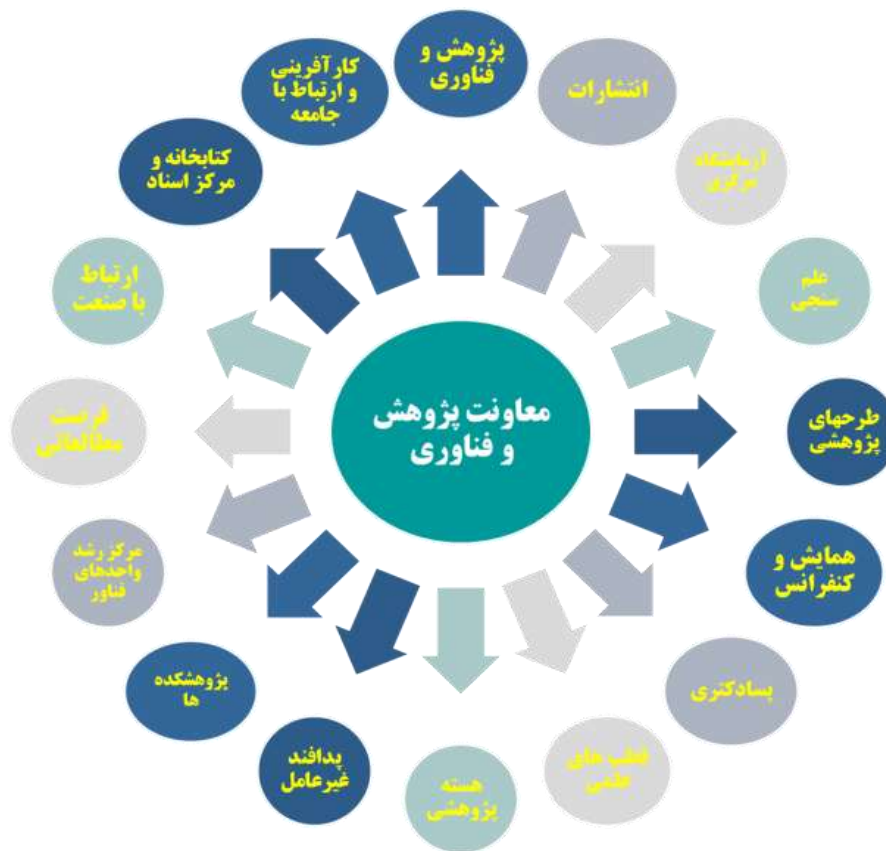 معاونت پژوهش
و فناوری
پژوهش و
فناوری
انتشارات
آزمایشگاه
مرکزی
علم
سنجی
طرحهای
پژوهشی
همایش و
کنفرانس
پسادکتری
قطب های
علمی
هسته
پژوهشی
پدافند
غیرعامل
پژوهشکده
ها
مرکز رشد
واحدهای
فناور
فرصت
مطالعاتی
ارتباط
با صنعت
کتابخانه و
مرکز اسناد
کارآفرینی
و ارتباط با
جامعه